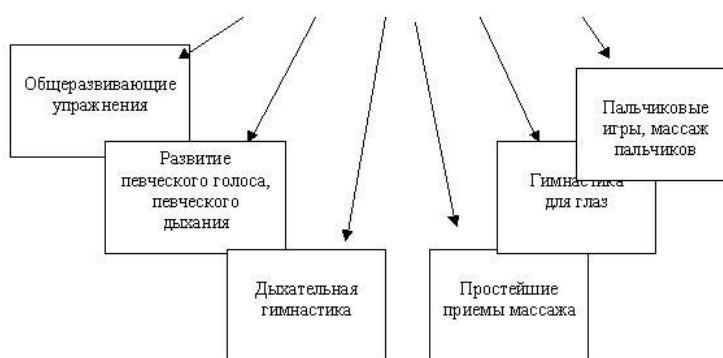 Общеразвивающие
упражнения
Развитие
певческого голоса,
певческого
дыхания
Дыхательная
гимнастика
Простейшие
приемы массажа
Гимнастика
для глаз
Пальчиковые
игры, массаж
пальчиков